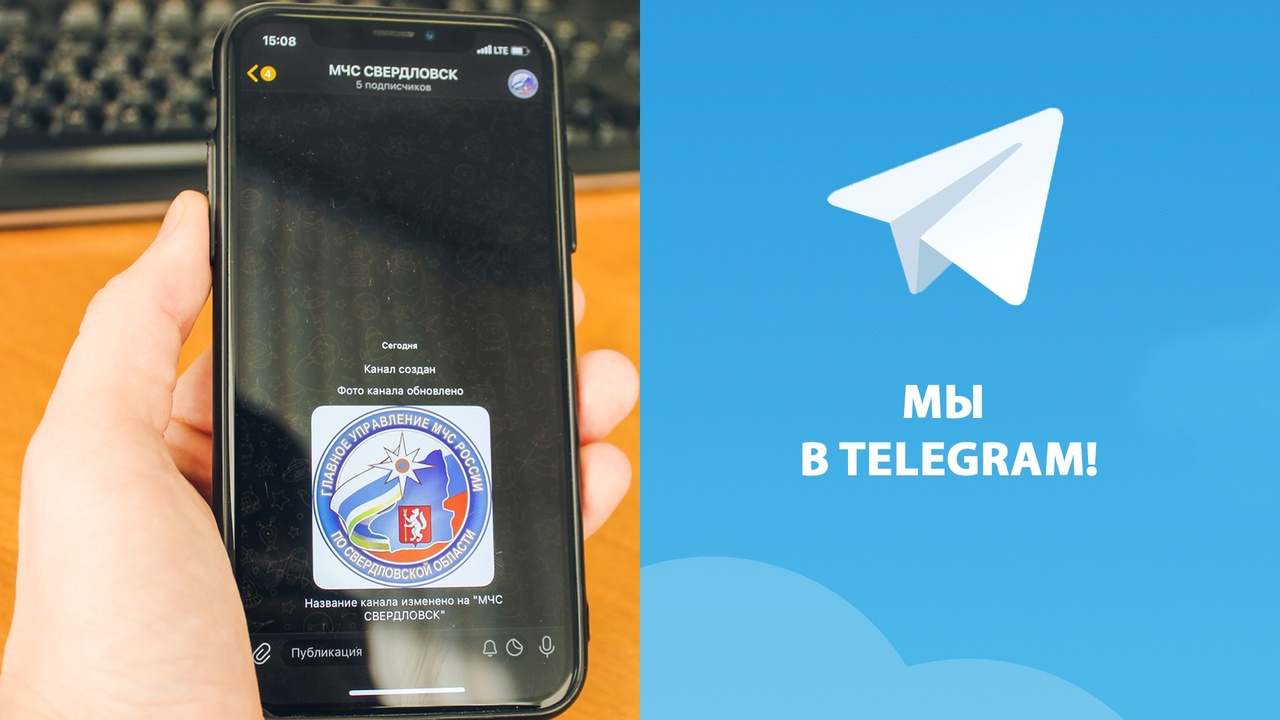 15:08
LTE
4
МЧС СВЕРДЛОВСК
5 подписчиков
Сегодня
Канал создан
Фото канала обновлено
ГЛАВНОЕ УПРАВЛЕНИЕ МЧС РОССИИ
ПО СВЕРДЛОВСКОЙ ОБЛАСТИ
Название канала изменено на "МЧС
СВЕРДЛОВСК"
Публикация
МЫ
В TELEGRAM!